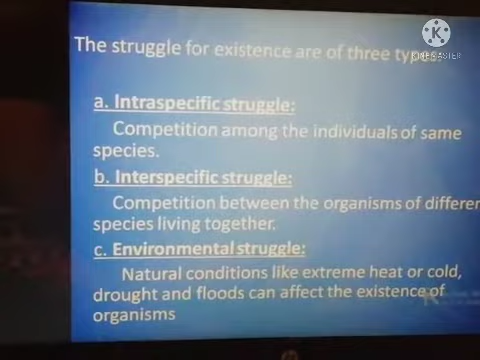 The struggle for existence are of three types:
a. Intraspecific struggle:
Competition among the individuals of same
species.
b. Interspecific struggle:
Competition between the organisms of differen
species living together.
c. Environmental struggle:
Natural conditions like extreme heat or cold,
drought and floods can affect the existence of
organisms